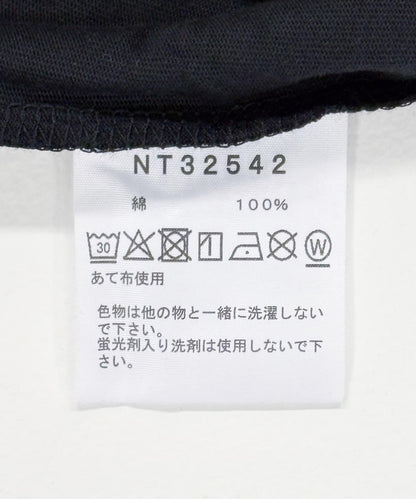 NT32542
綿 100%
30 W
あて布使用
色物は他の物と一緒に洗濯しない
で下さい。
蛍光剤入り洗剤は使用しないで下
さい。